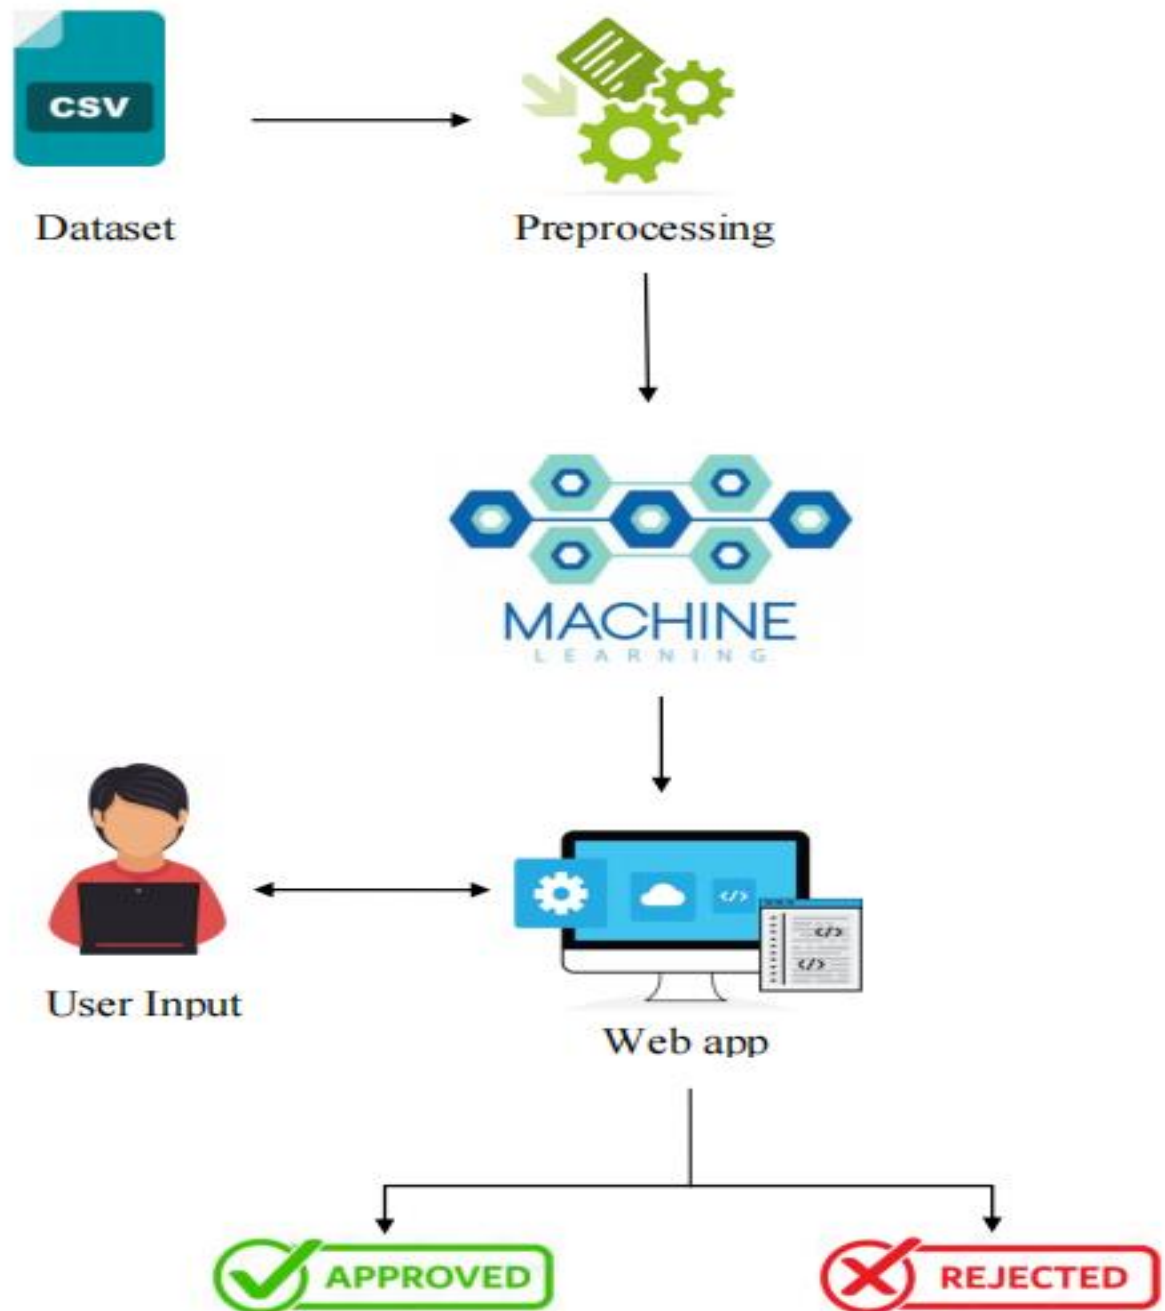 CSV
Dataset
Preprocessing
MACHINE
LEARNING
</>
</>
</>
User Input
Web app
APPROVED
REJECTED